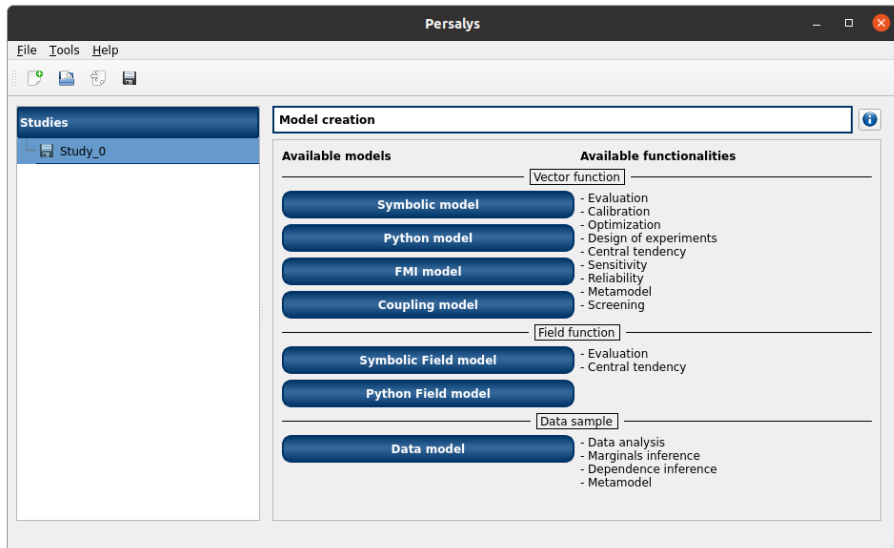 Persalys
File Tools Help
Studies
Study_0
Model creation
Available models
Available functionalities
Vector function
Symbolic model
Python model
FMI model
Coupling model
- Evaluation
- Calibration
- Optimization
- Design of experiments
- Central tendency
- Sensitivity
- Reliability
- Metamodel
- Screening
Field function
Symbolic Field model
Python Field model
- Evaluation
- Central tendency
Data sample
Data model
- Data analysis
- Marginals inference
- Dependence inference
- Metamodel